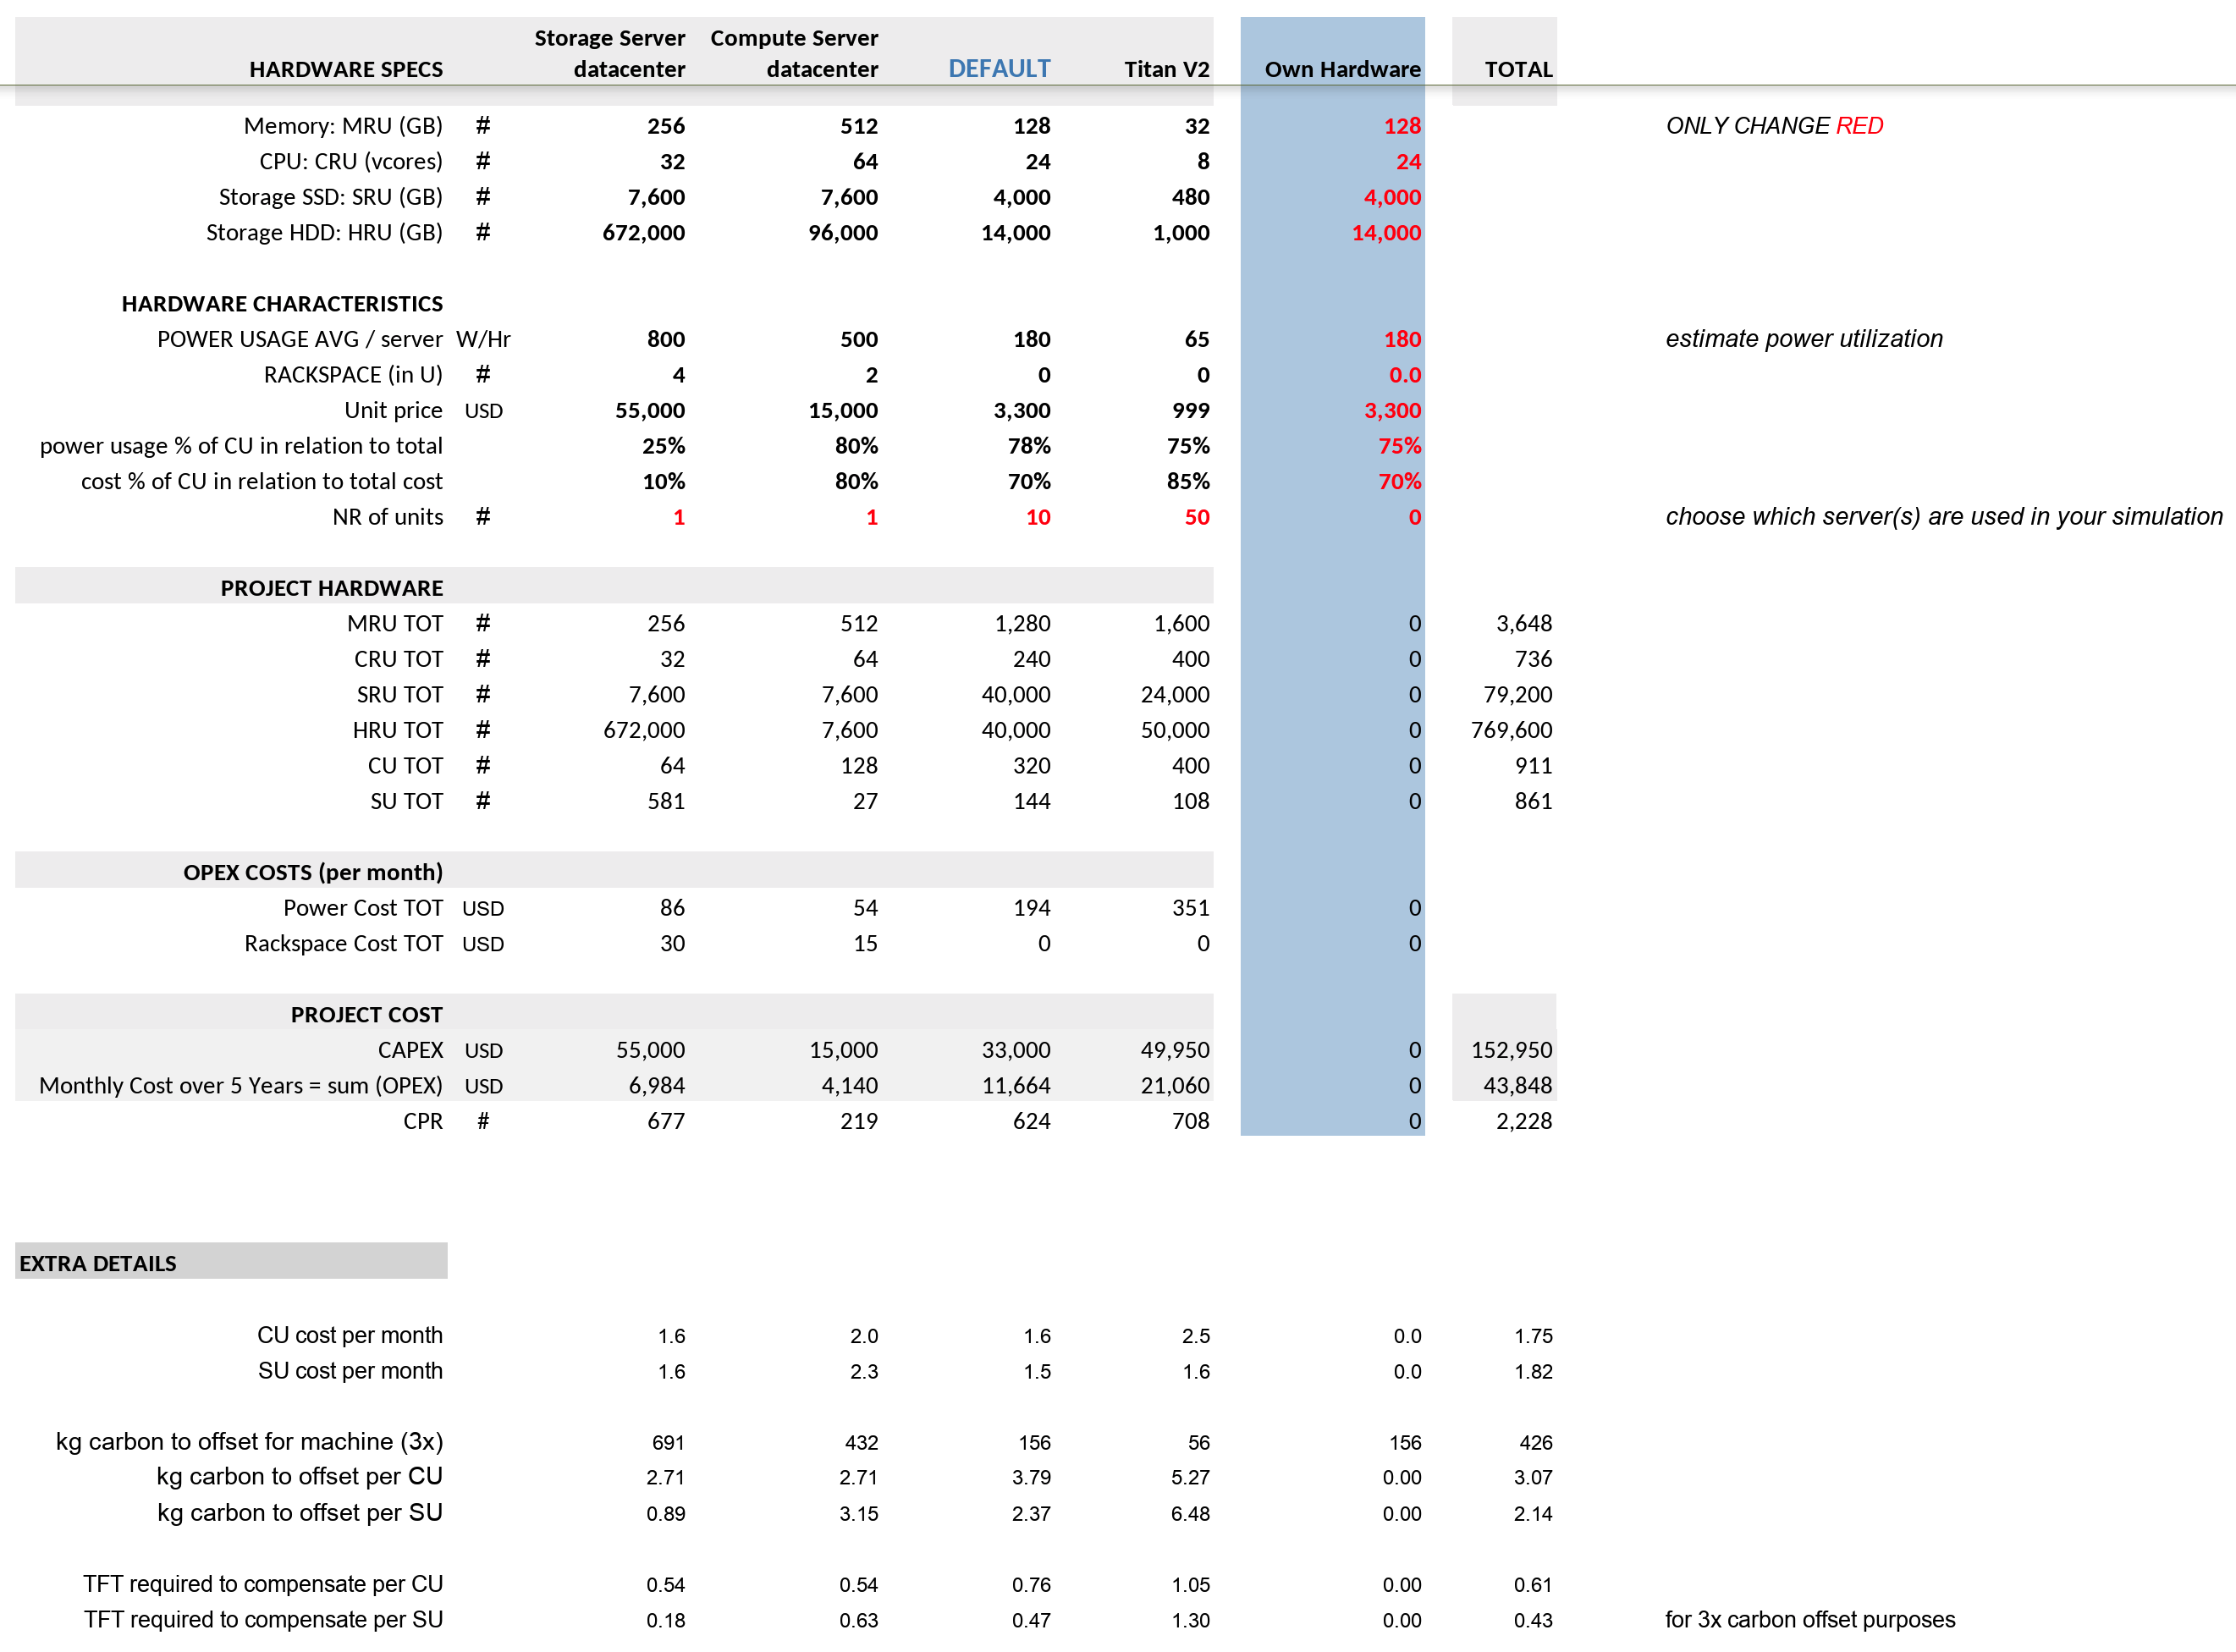 Storage Server Compute Server
HARDWARE SPECS datacenter datacenter DEFAULT Titan V2 Own Hardware TOTAL
Memory: MRU (GB) # 256 512 128 32 128 ONLY CHANGE RED
CPU: CRU (vcores) # 32 64 24 8 24
Storage SSD: SRU (GB) # 7,600 7,600 4,000 480 4,000
Storage HDD: HRU (GB) # 672,000 96,000 14,000 1,000 14,000
HARDWARE CHARACTERISTICS
POWER USAGE AVG / server W/Hr 800 500 180 65 180 estimate power utilization
RACKSPACE (in U) # 4 2 0 0 0.0
Unit price USD 55,000 15,000 3,300 999 3,300
power usage % of CU in relation to total 25% 80% 78% 75% 75%
cost % of CU in relation to total cost 10% 80% 70% 85% 70%
NR of units # 1 1 10 50 0 choose which server(s) are used in your simulation
PROJECT HARDWARE
MRU TOT # 256 512 1,280 1,600 0 3,648
CRU TOT # 32 64 240 400 0 736
SRU TOT # 7,600 7,600 40,000 24,000 0 79,200
HRU TOT # 672,000 7,600 40,000 50,000 0 769,600
CU TOT # 64 128 320 400 0 911
SU TOT # 581 27 144 108 0 861
OPEX COSTS (per month)
Power Cost TOT USD 86 54 194 351 0
Rackspace Cost TOT USD 30 15 0 0 0
PROJECT COST
CAPEX USD 55,000 15,000 33,000 49,950 0 152,950
Monthly Cost over 5 Years = sum (OPEX) USD 6,984 4,140 11,664 21,060 0 43,848
CPR # 677 219 624 708 0 2,228
EXTRA DETAILS
CU cost per month 1.6 2.0 1.6 2.5 0.0 1.75
SU cost per month 1.6 2.3 1.5 1.6 0.0 1.82
kg carbon to offset for machine (3x) 691 432 156 56 156 426
kg carbon to offset per CU 2.71 2.71 3.79 5.27 0.00 3.07
kg carbon to offset per SU 0.89 3.15 2.37 6.48 0.00 2.14
TFT required to compensate per CU 0.54 0.54 0.76 1.05 0.00 0.61
TFT required to compensate per SU 0.18 0.63 0.47 1.30 0.00 0.43 for 3x carbon offset purposes